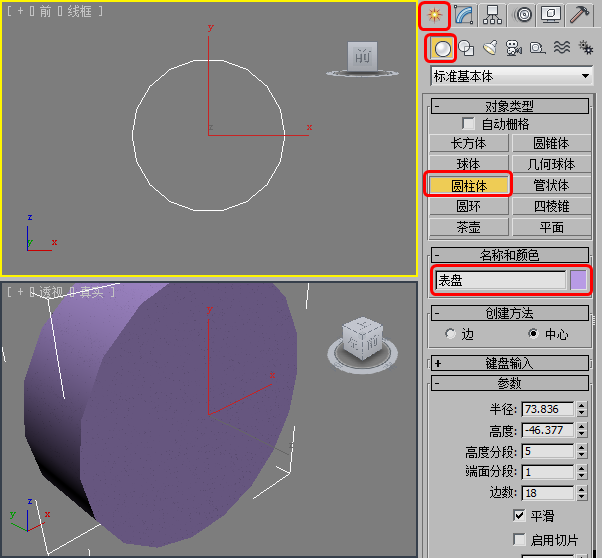 [ + [] 前 [] 线框 ]
y
z
x
前
z
y
x
[ + [] 透视 [] 真实 ]
y
左
前
z
y
x
标准基本体
- 对象类型
自动栅格
长方体 圆锥体
球体 几何球体
圆柱体 管状体
圆环 四棱锥
茶壶 平面
- 名称和颜色
表盘
- 创建方法
边 中心
+ 键盘输入
- 参数
半径: 73.836
高度: -46.377
高度分段: 5
端面分段: 1
边数: 18
平滑
启用切片